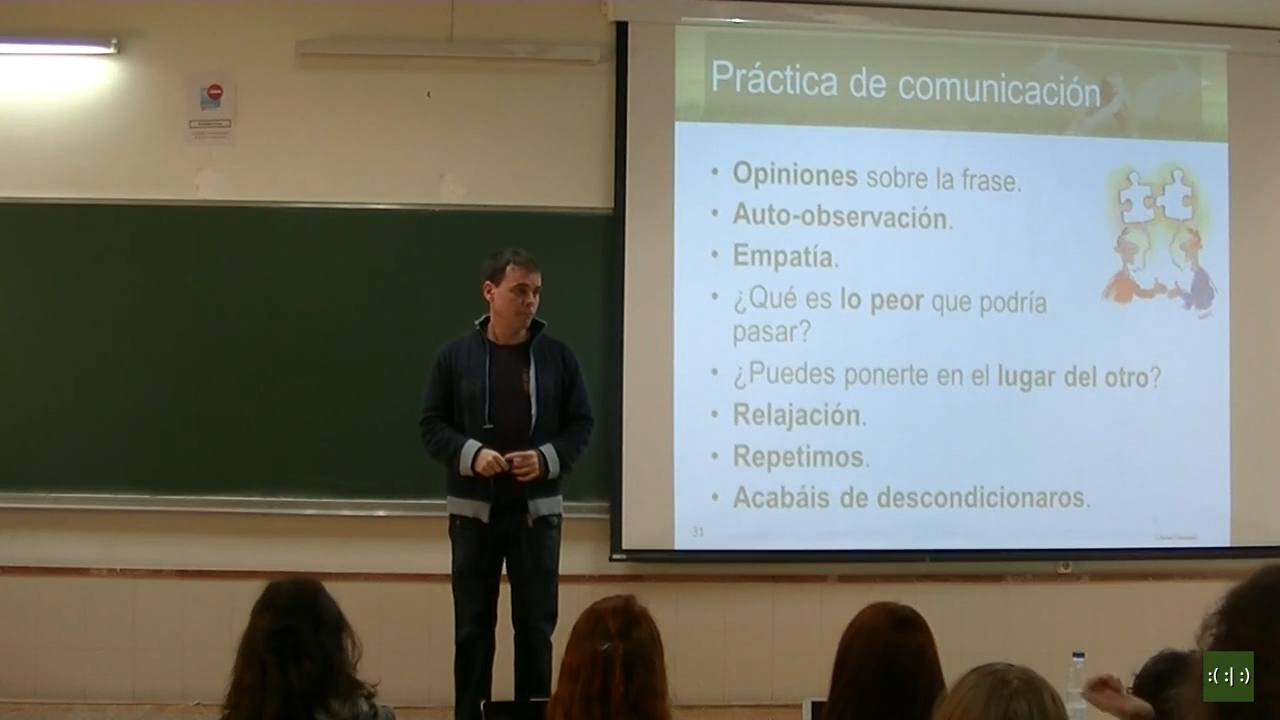 Práctica de comunicación
• Opiniones sobre la frase.
• Auto-observación.
• Empatía.
• ¿Qué es lo peor que podría
pasar?
• ¿Puedes ponerte en el lugar del otro?
• Relajación.
• Repetimos.
• Acabáis de descondicionaros.
31
:( :| :)